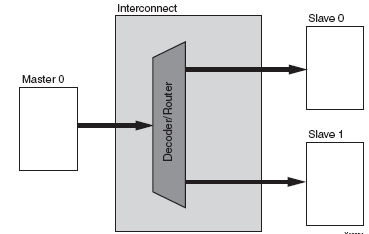 Interconnect
Slave 0
Master 0
Decoder/Router
Slave 1